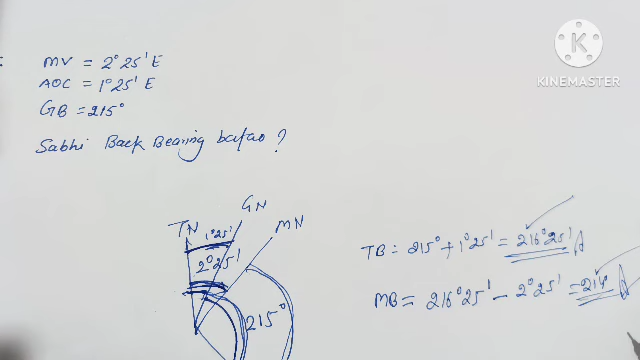 MV = 2° 25' E
AOC = 1° 25' E
GB = 215°
Sabhi Back Bearing batao ?
K
KINEMASTER
TN
GN
MN
1° 25'
2° 25'
215°
TB = 215° + 1° 25' = 216° 25' A
MB = 216° 25' - 2° 25' = 214° A